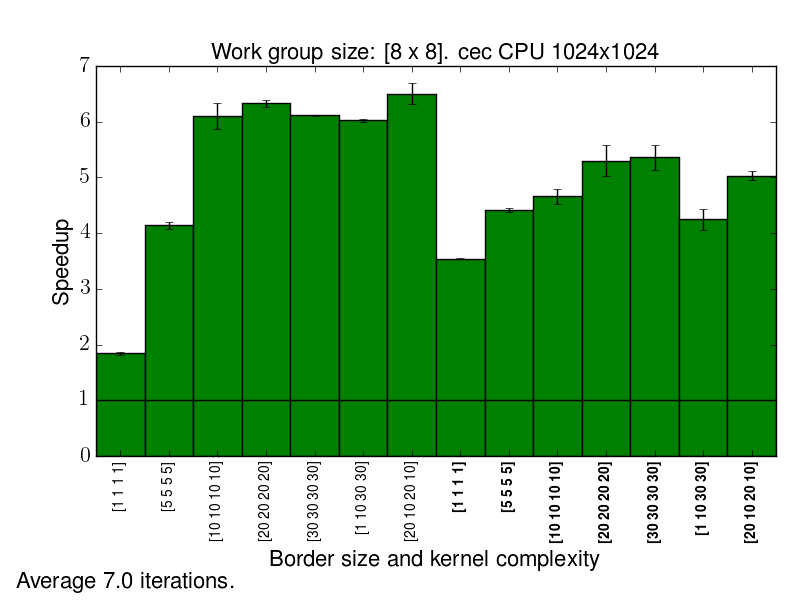 Work group size: [8 x 8]. cec CPU 1024x1024
7
6
5
4
3
2
1
0
Speedup
[1 1 1 1]
[5 5 5 5]
[10 10 10 10]
[20 20 20 20]
[30 30 30 30]
[1 10 30 30]
[20 10 20 10]
[1 1 1 1]
[5 5 5 5]
[10 10 10 10]
[20 20 20 20]
[30 30 30 30]
[1 10 30 30]
[20 10 20 10]
Border size and kernel complexity
Average 7.0 iterations.